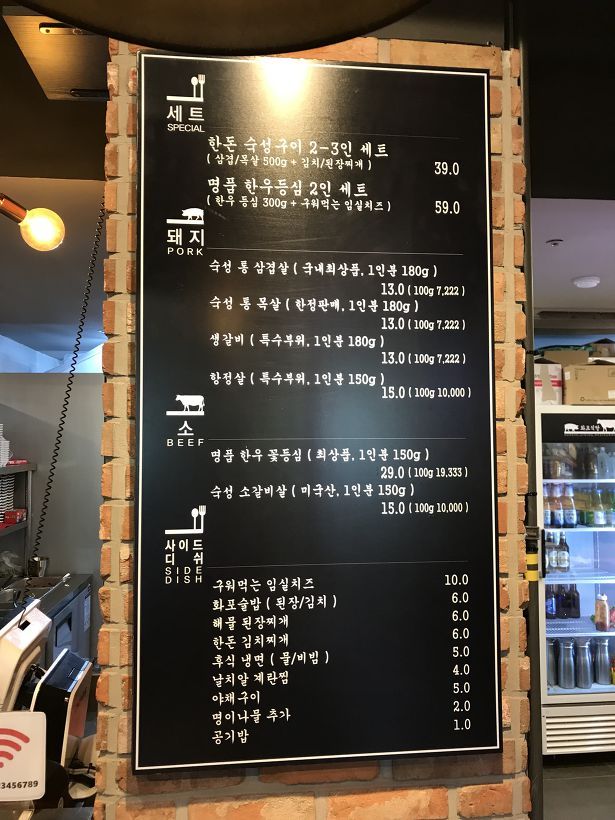 세트
SPECIAL
한돈 숙성구이 2-3인 세트
( 삼겹/목살 500g + 김치/된장찌개 ) 39.0
명품 한우등심 2인 세트
( 한우 등심 300g + 구워먹는 임실치즈 ) 59.0
돼지
PORK
숙성 통 삼겹살 ( 국내최상품, 1인분 180g )
13.0 ( 100g 7,222 )
숙성 통 목살 ( 한정판매, 1인분 180g )
13.0 ( 100g 7,222 )
생갈비 ( 특수부위, 1인분 180g )
13.0 ( 100g 7,222 )
항정살 ( 특수부위, 1인분 150g )
15.0 ( 100g 10,000 )
소
BEEF
명품 한우 꽃등심 ( 최상품, 1인분 150g )
29.0 ( 100g 19,333 )
숙성 소갈비살 ( 미국산, 1인분 150g )
15.0 ( 100g 10,000 )
사이드
디쉬
SIDE
DISH
구워먹는 임실치즈 10.0
화포술밥 ( 된장/김치 ) 6.0
해물 된장찌개 6.0
한돈 김치찌개 6.0
후식 냉면 ( 물/비빔 ) 5.0
날치알 계란찜 4.0
야채구이 5.0
명이나물 추가 2.0
공기밥 1.0
3456789